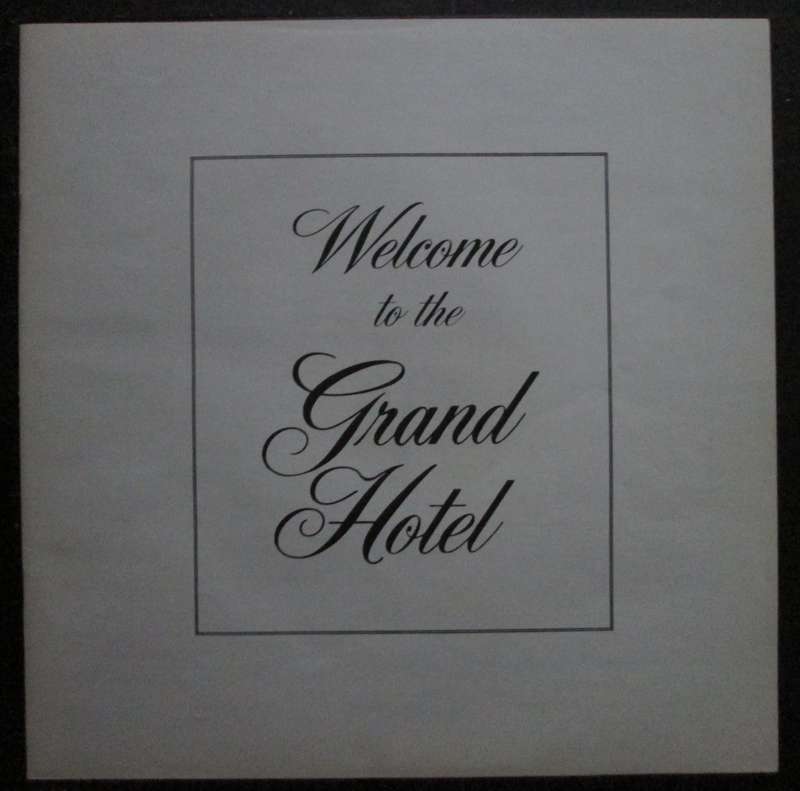 Welcome
to the
Grand
Hotel